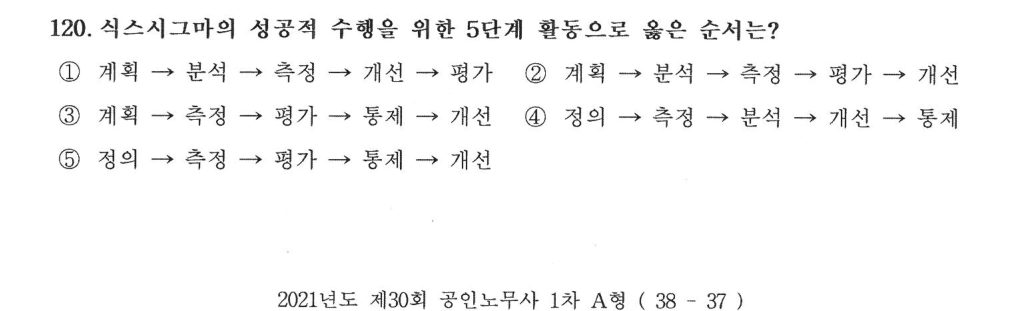 120. 식스시그마의 성공적 수행을 위한 5단계 활동으로 옳은 순서는?
① 계획 → 분석 → 측정 → 개선 → 평가 ② 계획 → 분석 → 측정 → 평가 → 개선
③ 계획 → 측정 → 평가 → 통제 → 개선 ④ 정의 → 측정 → 분석 → 개선 → 통제
⑤ 정의 → 측정 → 평가 → 통제 → 개선
2021년도 제30회 공인노무사 1차 A형 ( 38 - 37 )